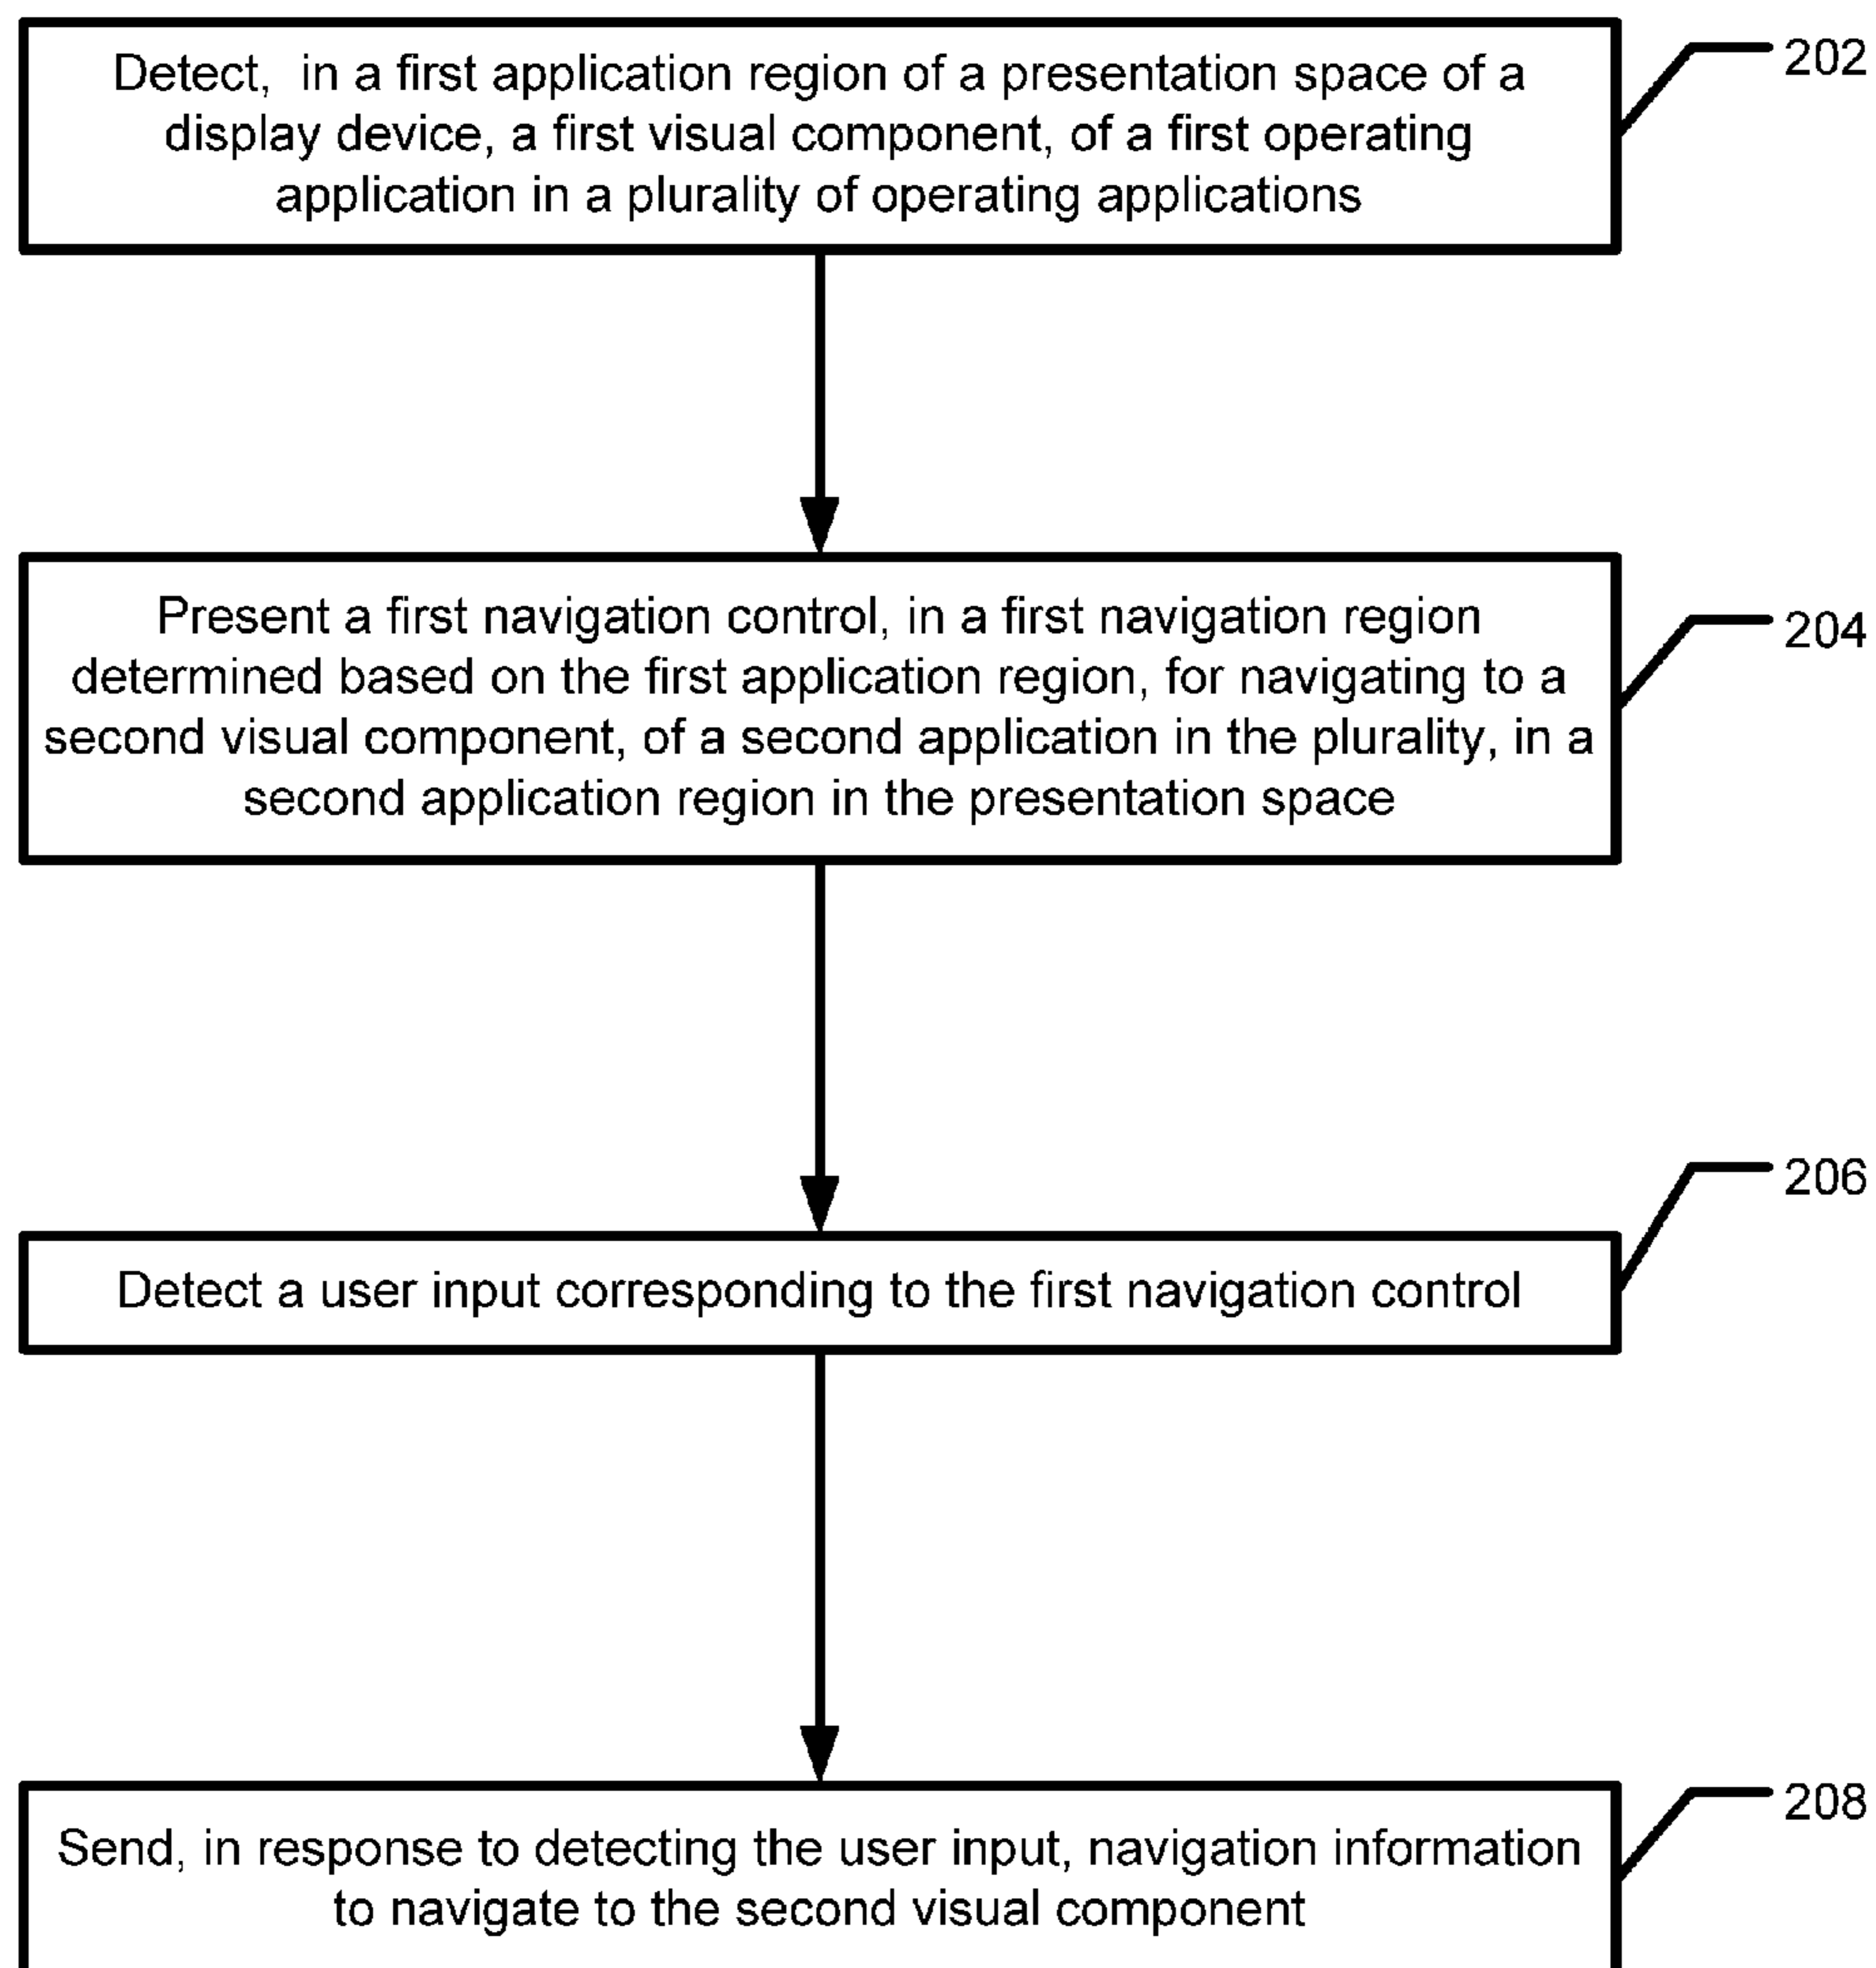 Detect, in a first application region of a presentation space of a
display device, a first visual component, of a first operating
application in a plurality of operating applications
202
Present a first navigation control, in a first navigation region
determined based on the first application region, for navigating to a
second visual component, of a second application in the plurality, in a
second application region in the presentation space
204
Detect a user input corresponding to the first navigation control
206
Send, in response to detecting the user input, navigation information
to navigate to the second visual component
208